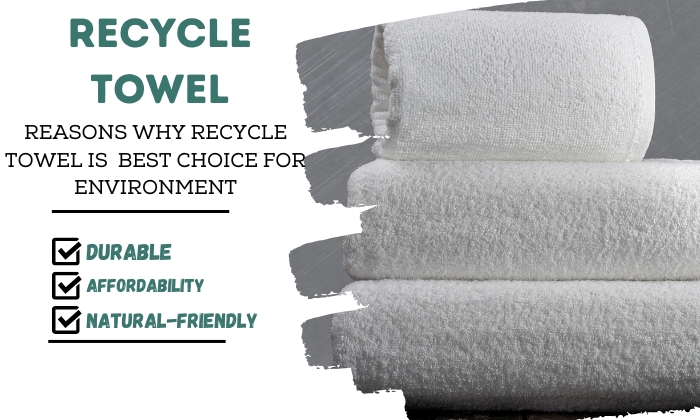 RECYCLE
TOWEL
REASONS WHY RECYCLE
TOWEL IS BEST CHOICE FOR
ENVIRONMENT
DURABLE
AFFORDABILITY
NATURAL-FRIENDLY